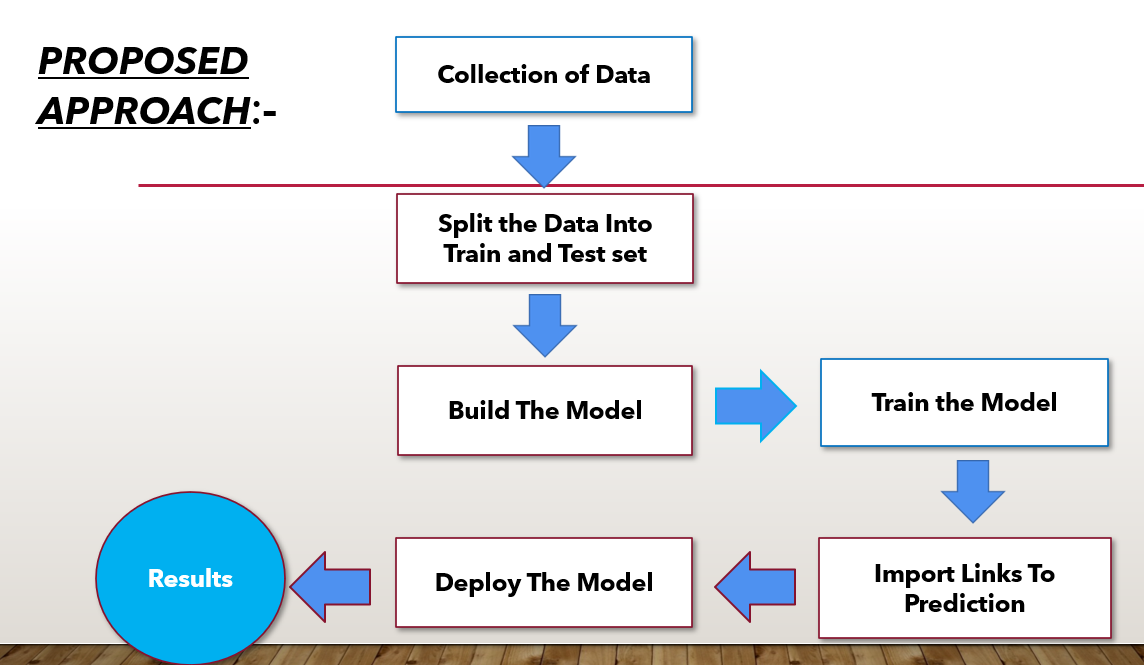 PROPOSED
APPROACH:-
Collection of Data
Split the Data Into
Train and Test set
Build The Model
Train the Model
Import Links To
Prediction
Deploy The Model
Results